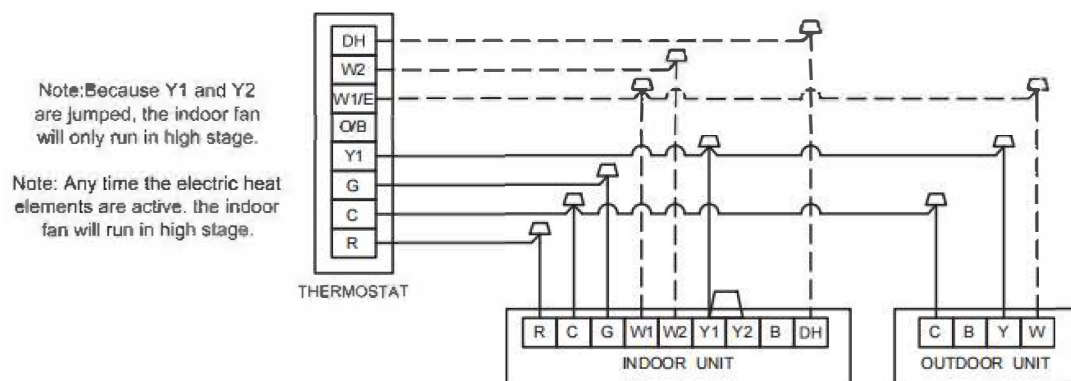 Note:Because Y1 and Y2
are jumped, the indoor fan
will only run in high stage.
Note: Any time the electric heat
elements are active. the indoor
fan will run in high stage.
DH
W2
W1/E
O/B
Y1
G
C
R
THERMOSTAT
R C G W1 W2 Y1 Y2 B DH
INDOOR UNIT
C B Y W
OUTDOOR UNIT